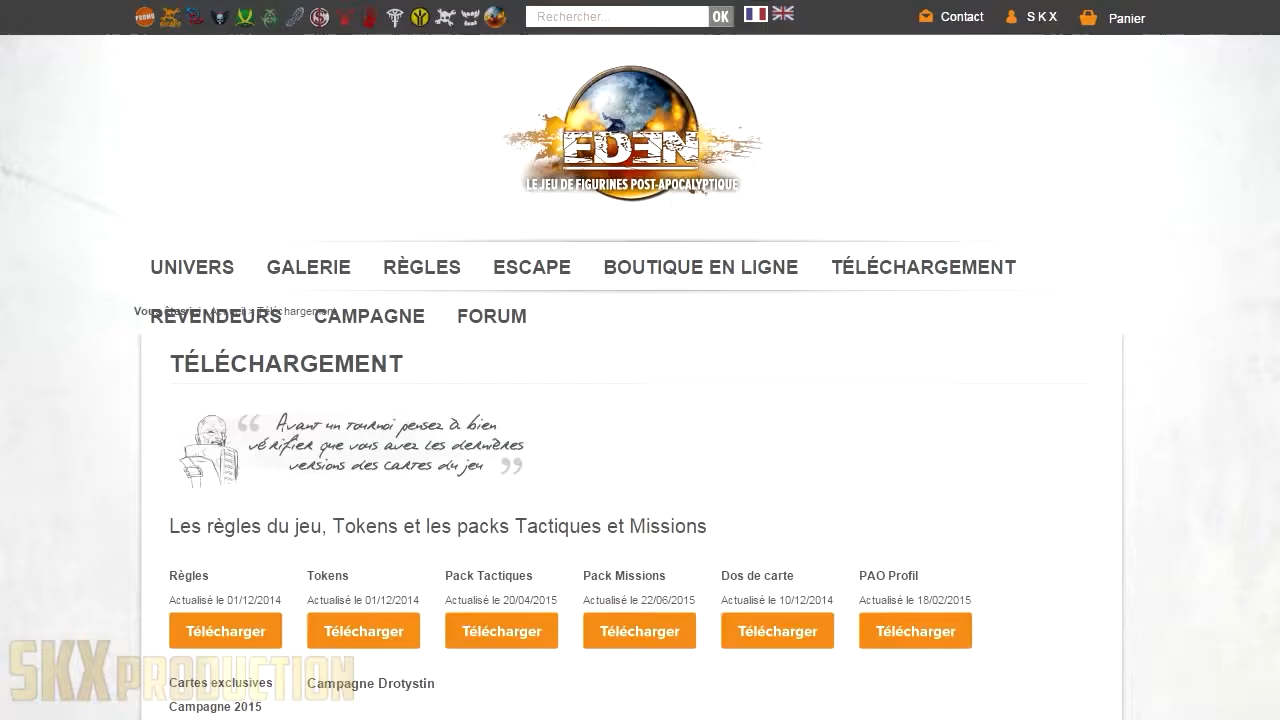 Rechercher...
OK
Contact
S K X
Panier
EDEN
LE JEU DE FIGURINES POST-APOCALYPTIQUE
UNIVERS GALERIE RÈGLES ESCAPE BOUTIQUE EN LIGNE TÉLÉCHARGEMENT
Vous êtes ici : Accueil > Téléchargement
REVENDEURS CAMPAGNE FORUM
TÉLÉCHARGEMENT
“ Avant un tournoi pensez à bien
vérifier que vous avez les dernières
versions des cartes du jeu ”
Les règles du jeu, Tokens et les packs Tactiques et Missions
Règles Tokens Pack Tactiques Pack Missions Dos de carte PAO Profil
Actualisé le 01/12/2014 Actualisé le 01/12/2014 Actualisé le 20/04/2015 Actualisé le 22/06/2015 Actualisé le 10/12/2014 Actualisé le 18/02/2015
Télécharger Télécharger Télécharger Télécharger Télécharger Télécharger
SKX PRODUCTION
Cartes exclusives Campagne Drotystin
Campagne 2015